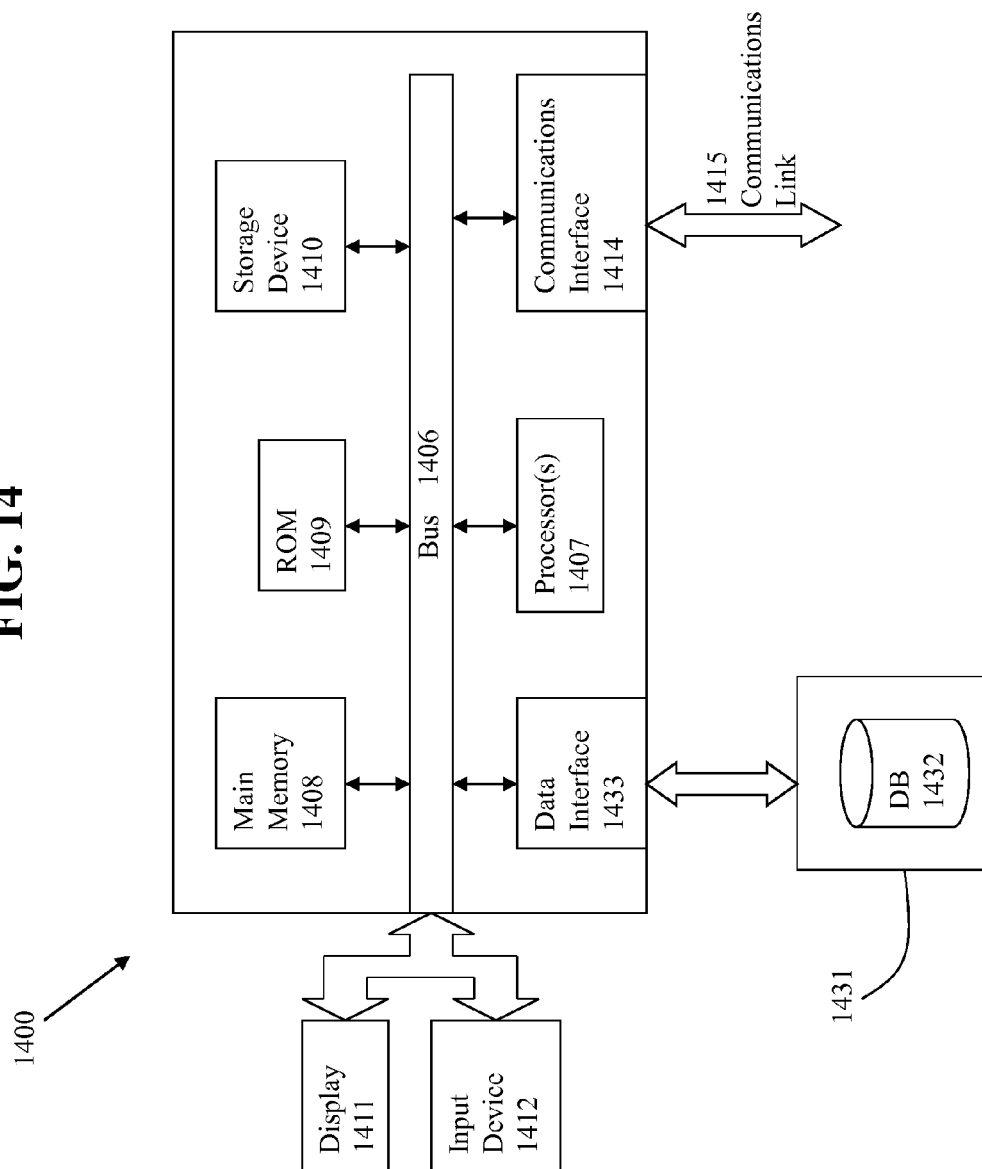 FIG. 14
1400
Display
1411
Input
Device
1412
Main
Memory
1408
ROM
1409
Storage
Device
1410
Bus 1406
Data
Interface
1433
Processor(s)
1407
Communications
Interface
1414
1415
Communications
Link
DB
1432
1431